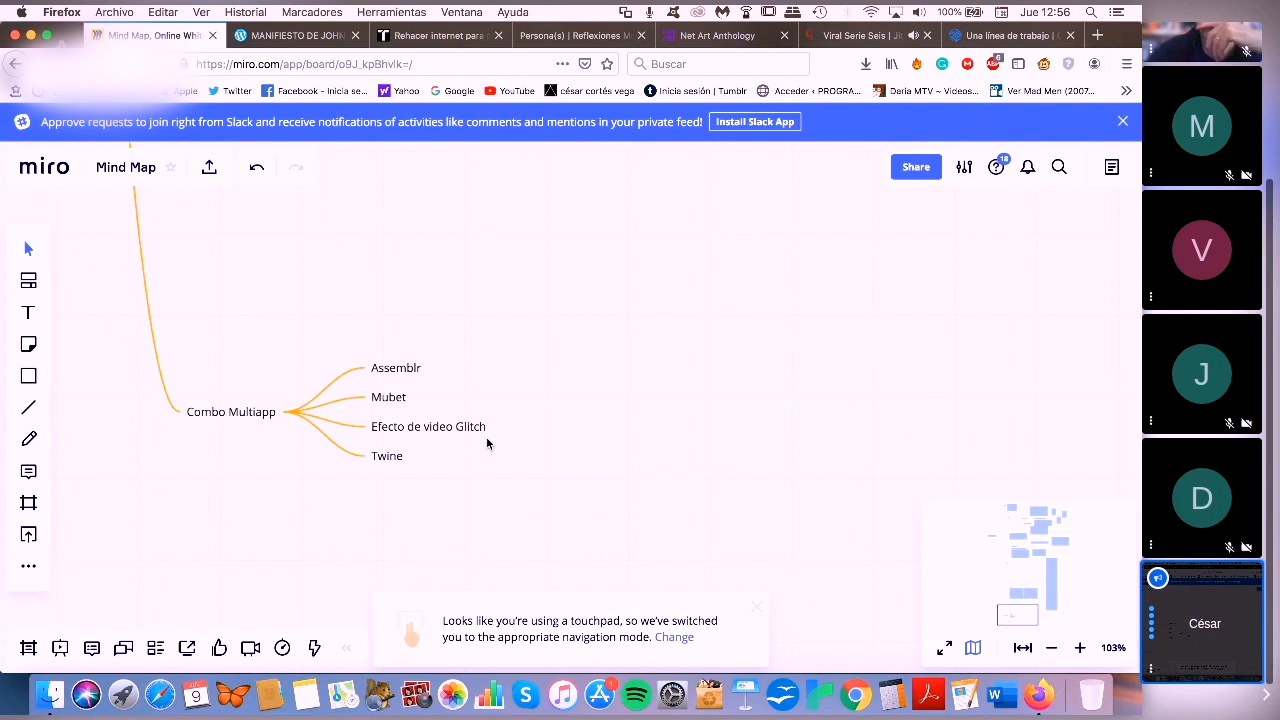 Firefox Archivo Editar Ver Historial Marcadores Herramientas Ventana Ayuda 100% Jue 12:56
Mind Map, Online Whit MANIFIESTO DE JOHN Rehacer internet para Persona(s) | Reflexiones M Net Art Anthology Viral Serie Seis | Jit Una línea de trabajo | C
https://miro.com/app/board/o9J_kpBhvlk=/ Buscar 6
Apple Twitter Facebook - Inicia se... Yahoo Google YouTube césar cortés vega Inicia sesión | Tumblr Acceder ‹ PROGRA... Daria MTV ~ Videos... Ver Mad Men (2007...
Approve requests to join right from Slack and receive notifications of activities like comments and mentions in your private feed! Install Slack App
miro Mind Map Share 18
Assemblr
Mubet
Combo Multiapp
Efecto de video Glitch
Twine
Looks like you're using a touchpad, so we've switched
you to the appropriate navigation mode. Change
103%
M
V
J
D
César